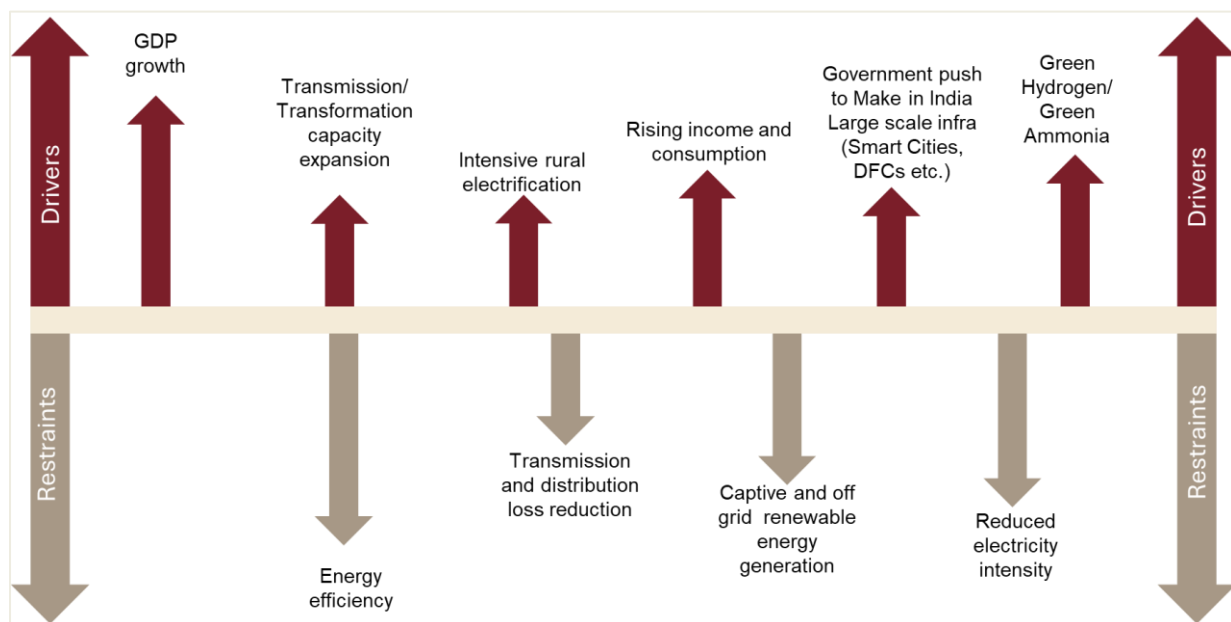 Drivers
GDP
growth
Transmission/
Transformation
capacity
expansion
Intensive rural
electrification
Rising income and
consumption
Government push
to Make in India
Large scale infra
(Smart Cities,
DFCs etc.)
Green
Hydrogen/
Green
Ammonia
Drivers
Restraints
Energy
efficiency
Transmission
and distribution
loss reduction
Captive and off
grid renewable
energy
generation
Reduced
electricity
intensity
Restraints